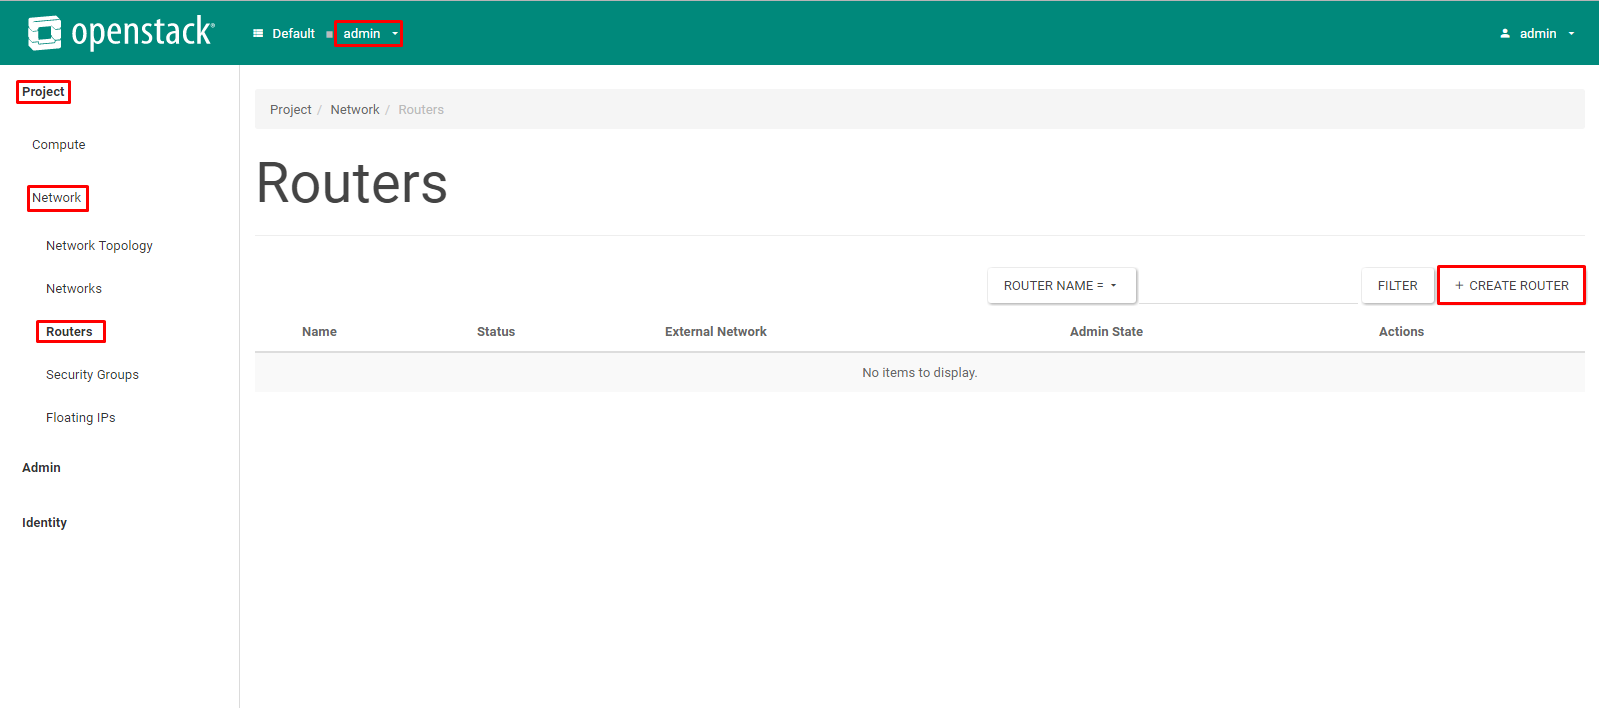 openstack® Default admin admin
Project
Compute
Network
Network Topology
Networks
Routers
Security Groups
Floating IPs
Admin
Identity
Project / Network / Routers
Routers
ROUTER NAME = FILTER + CREATE ROUTER
Name Status External Network Admin State Actions
No items to display.